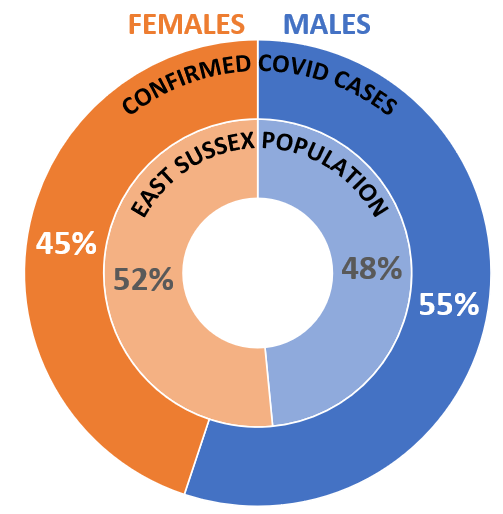 FEMALES MALES
CONFIRMED COVID CASES
EAST SUSSEX POPULATION
45%
52%
48%
55%